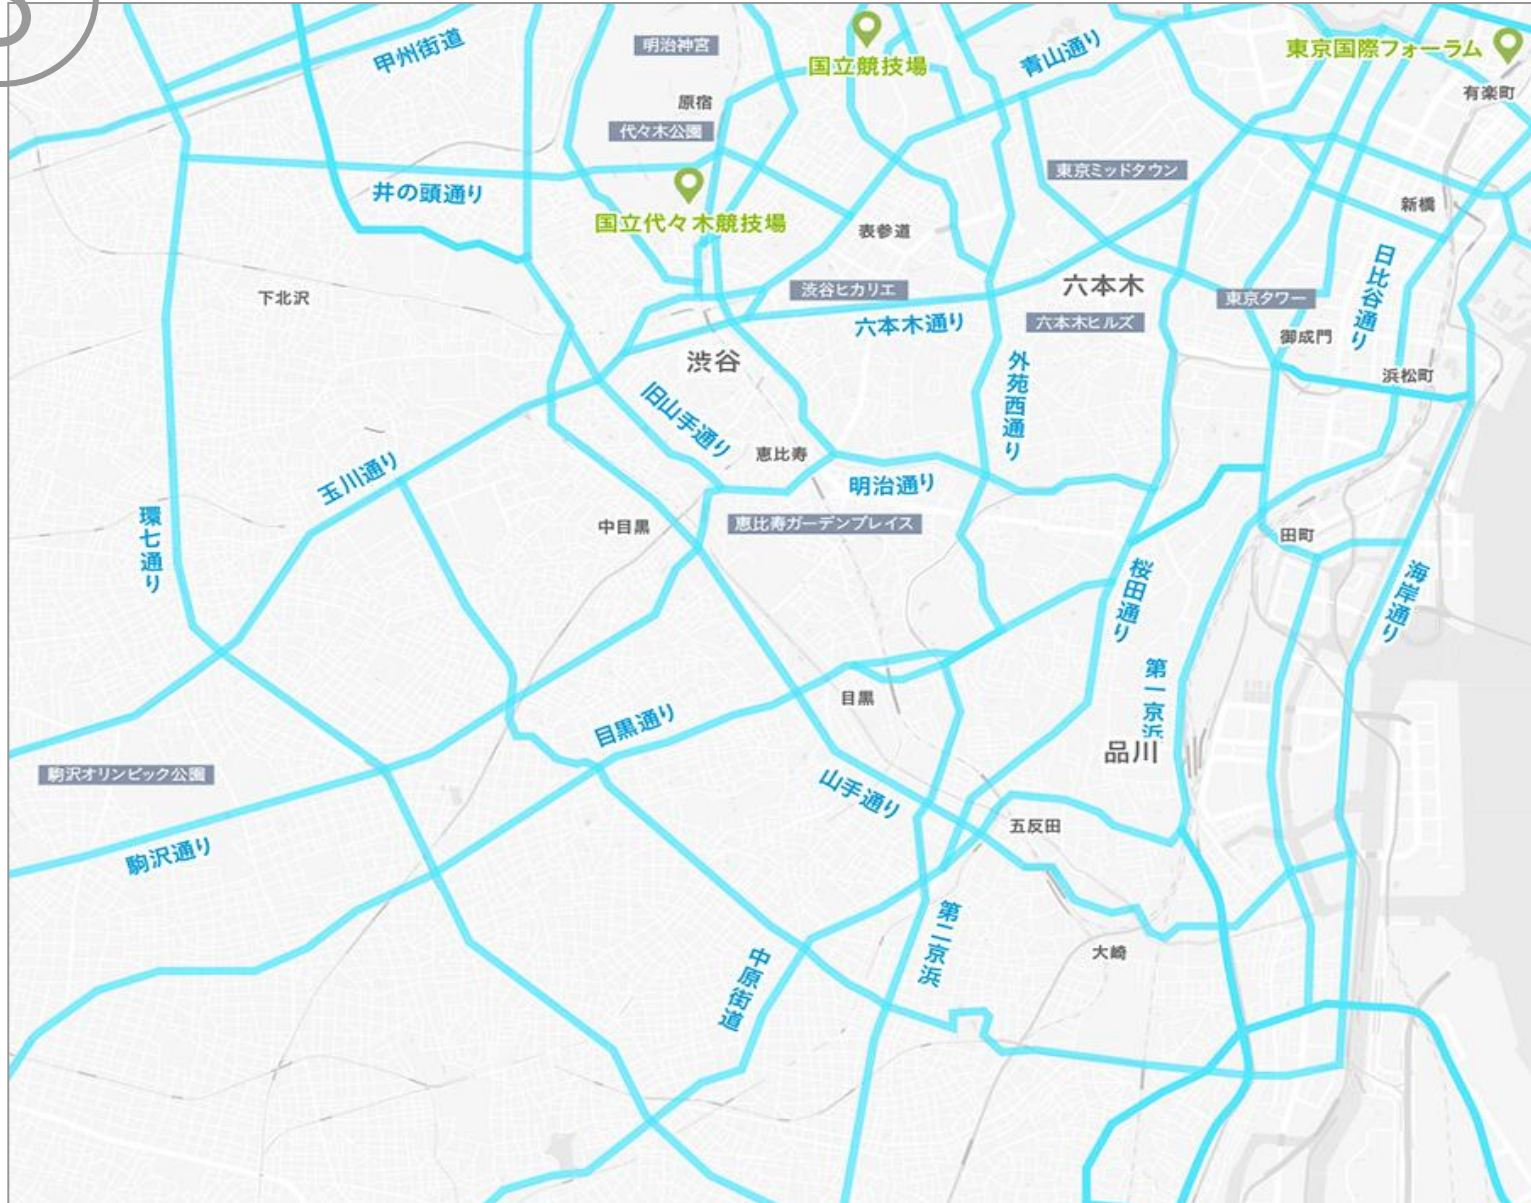 甲州街道
明治神宮
国立競技場
青山通り
東京国際フォーラム
有楽町
原宿
代々木公園
東京ミッドタウン
井の頭通り
国立代々木競技場
表参道
新橋
日比谷通り
下北沢
渋谷ヒカリエ
六本木
東京タワー
六本木通り
六本木ヒルズ
御成門
渋谷
外苑西通り
浜松町
旧山手通り
恵比寿
玉川通り
明治通り
環七通り
中目黒
恵比寿ガーデンプレイス
田町
桜田通り
海岸通り
第一京浜
目黒
目黒通り
品川
駒沢オリンピック公園
山手通り
五反田
駒沢通り
第二京浜
中原街道
大崎